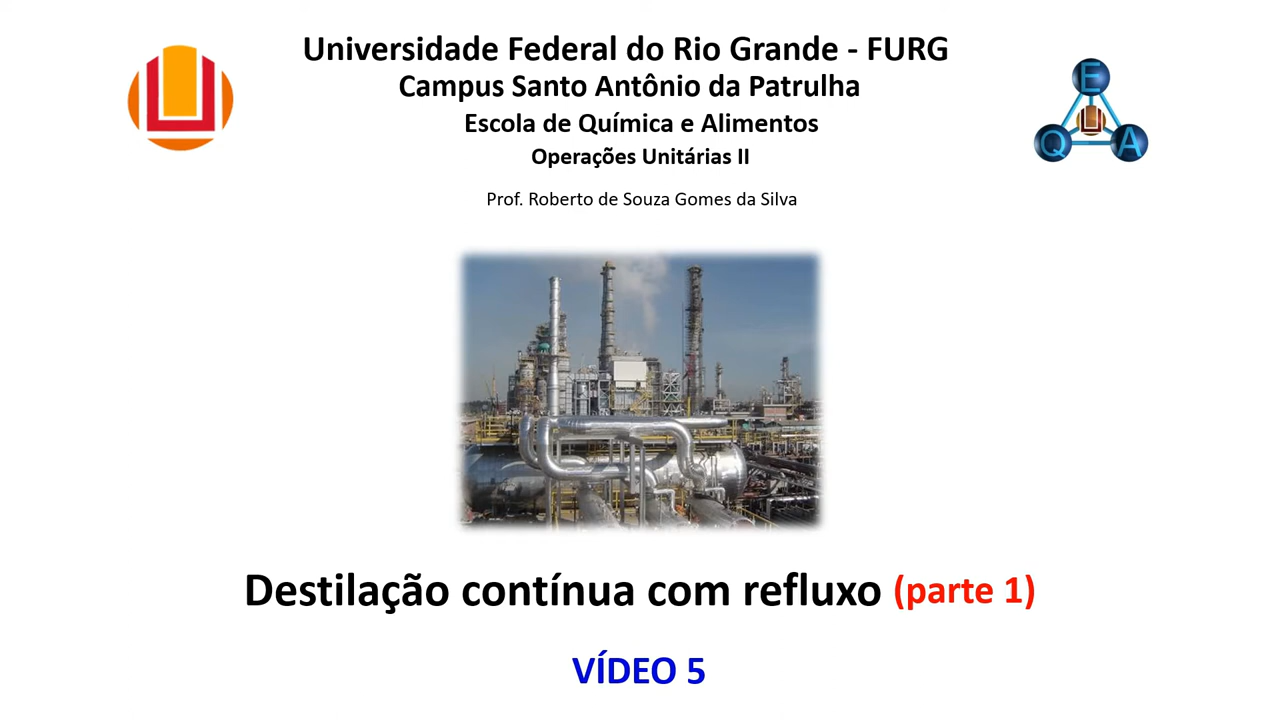 Universidade Federal do Rio Grande - FURG
Campus Santo Antônio da Patrulha
Escola de Química e Alimentos
Operações Unitárias II
Prof. Roberto de Souza Gomes da Silva
E
Q A
Destilação contínua com refluxo (parte 1)
VÍDEO 5